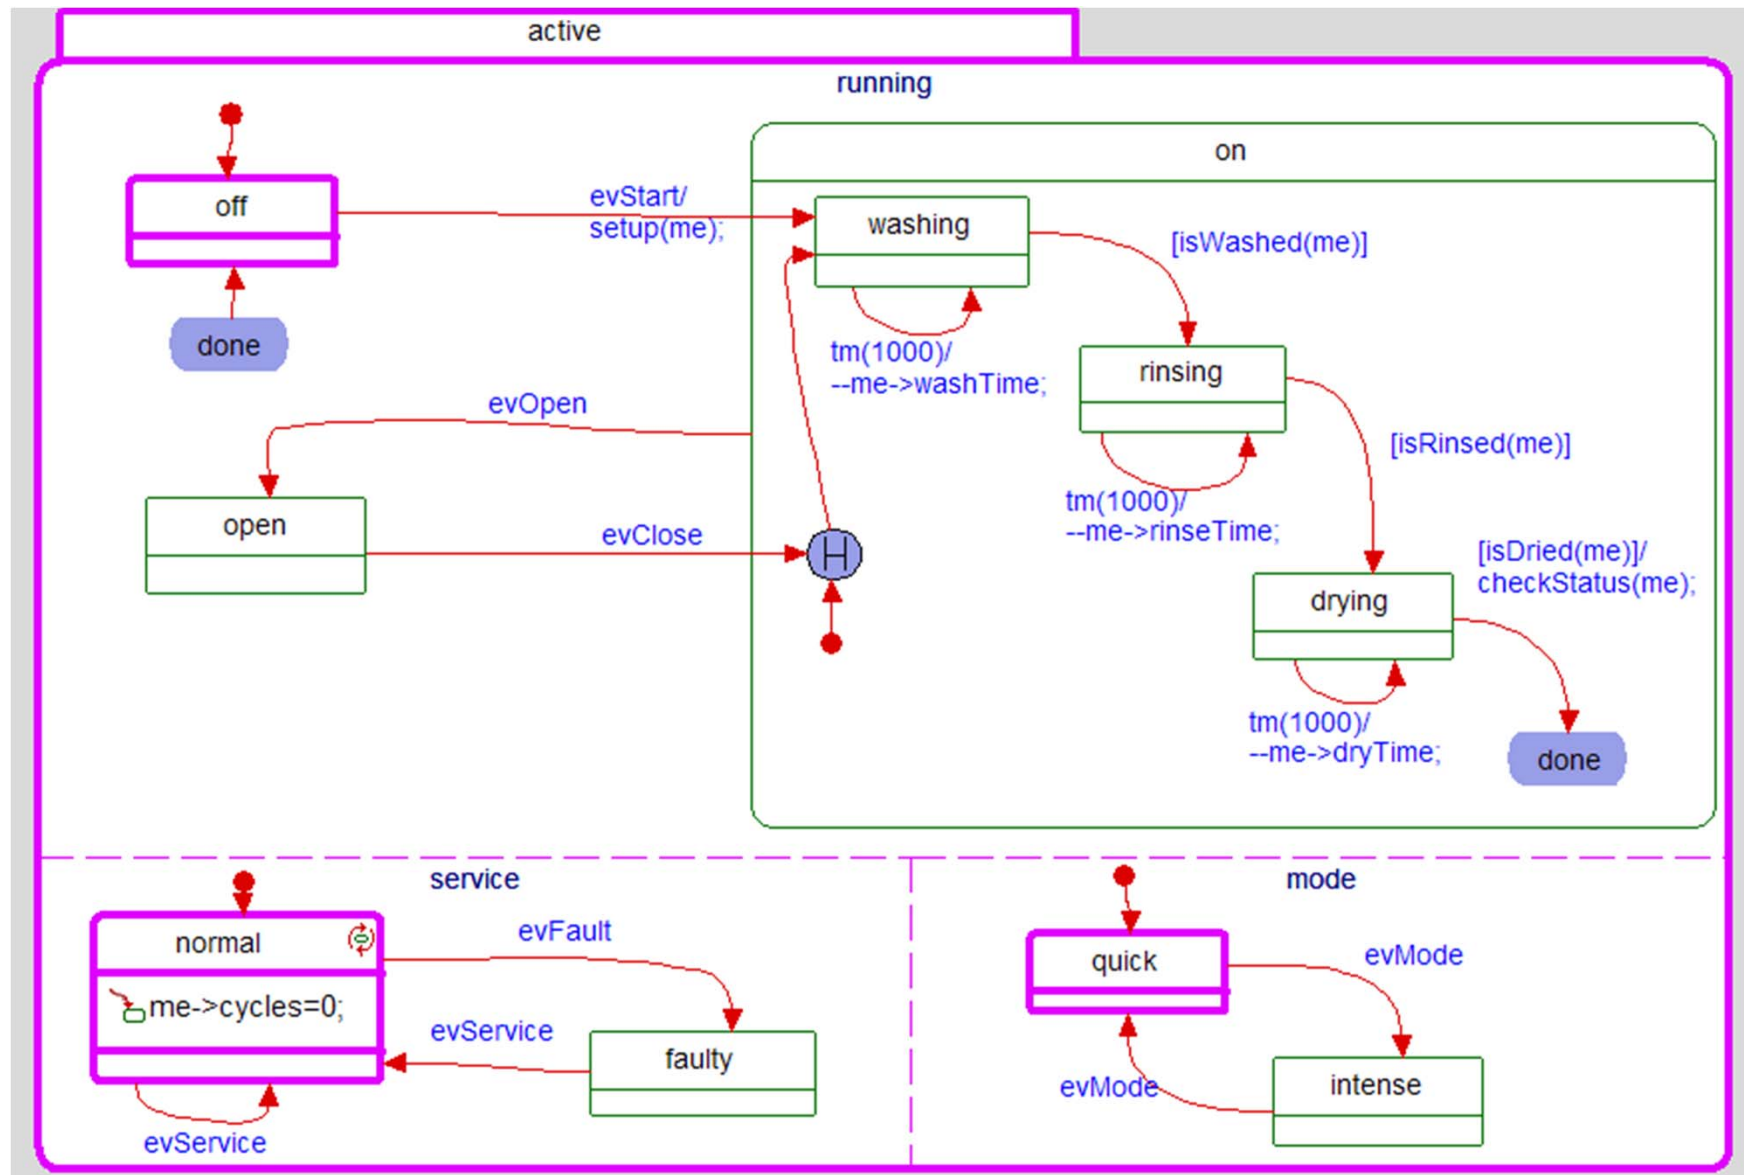 active
running
on
off
evStart/
setup(me);
washing
[isWashed(me)]
done
tm(1000)/
--me->washTime;
rinsing
evOpen
[isRinsed(me)]
tm(1000)/
--me->rinseTime;
open
evClose
H
[isDried(me)]/
checkStatus(me);
drying
tm(1000)/
--me->dryTime;
done
service
normal
evFault
me->cycles=0;
evService
faulty
evService
mode
quick
evMode
evMode
intense